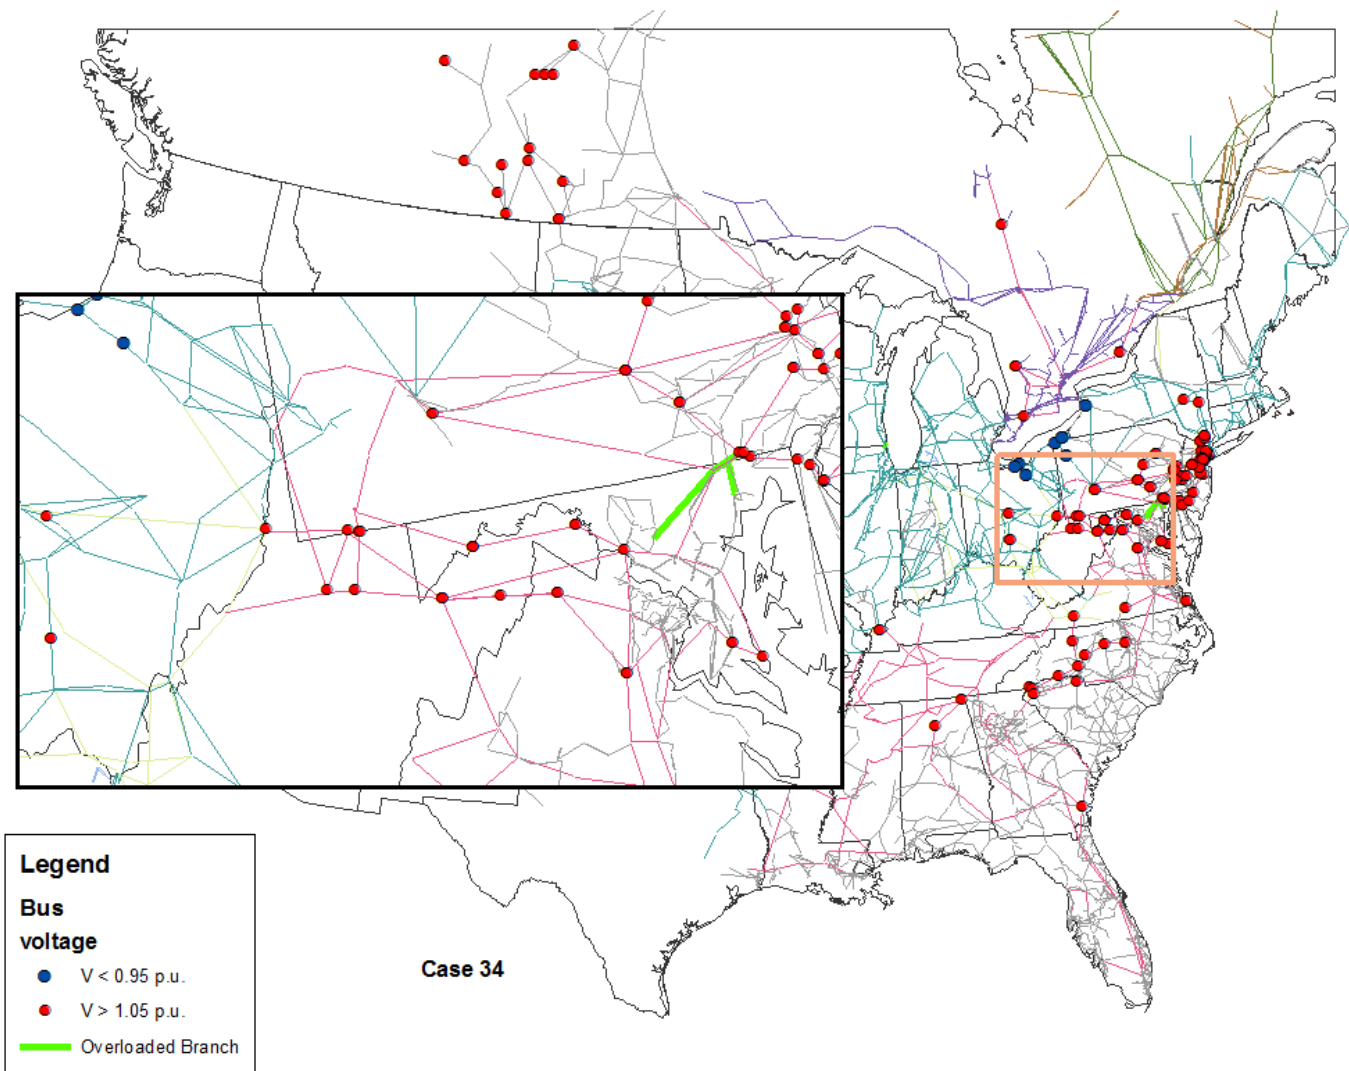 Case 34
Legend
Bus
voltage
V < 0.95 p.u.
V > 1.05 p.u.
Overloaded Branch